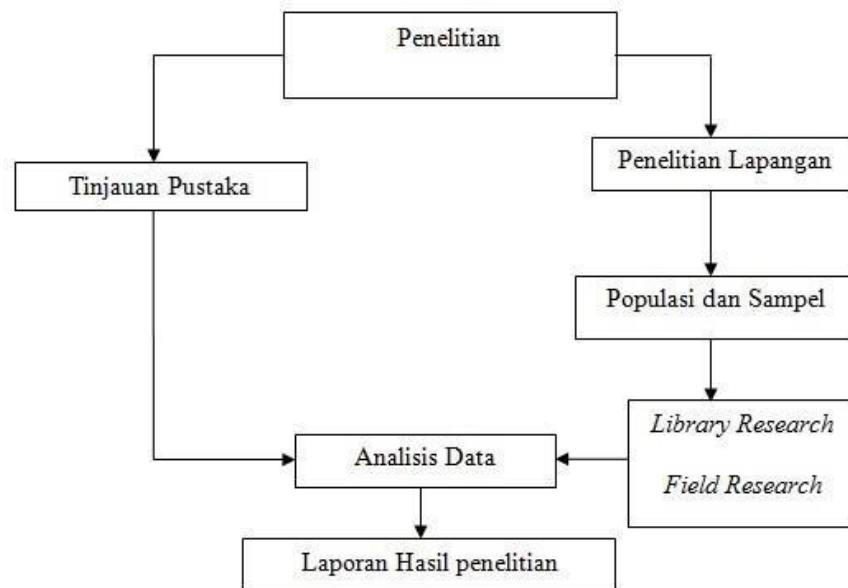 Penelitian
Penelitian Lapangan
Tinjauan Pustaka
Populasi dan Sampel
Library Research
Field Research
Analisis Data
Laporan Hasil penelitian